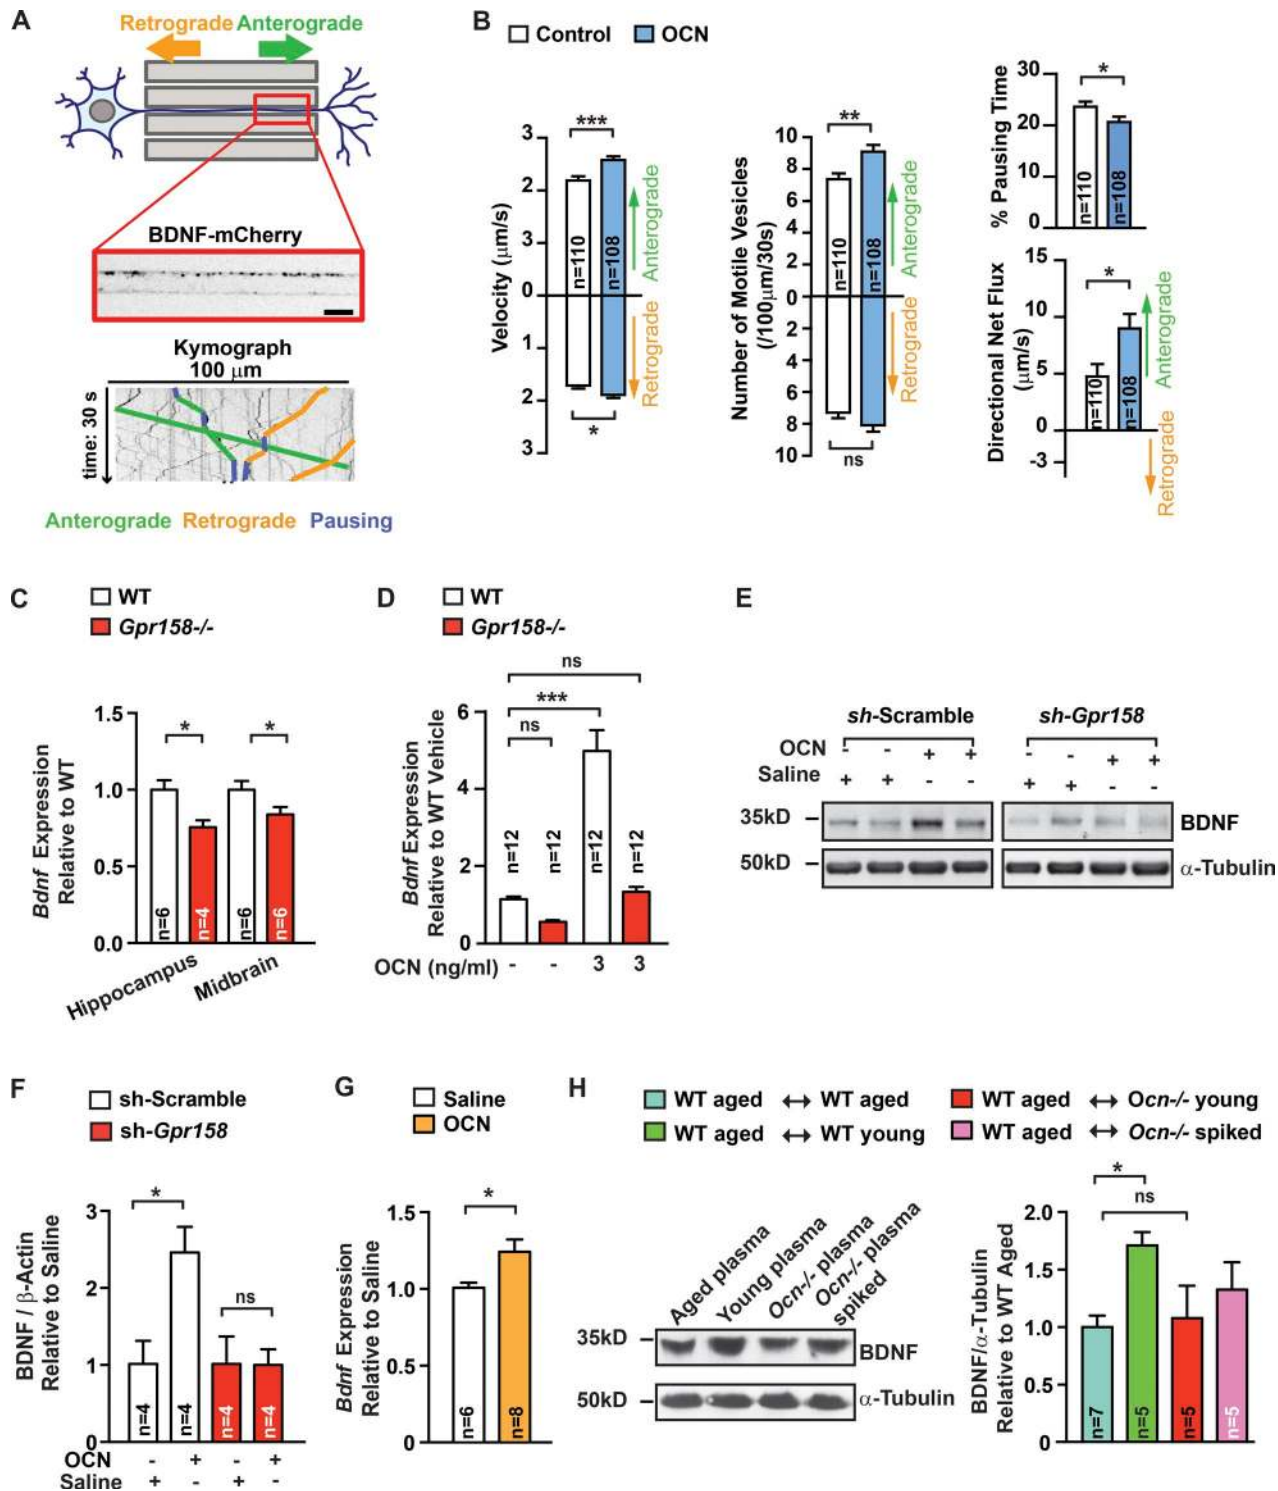 A
Retrograde Anterograde
BDNF-mCherry
Kymograph
100 μm
time: 30 s
Anterograde Retrograde Pausing
B
Control OCN
Velocity (μm/s)
3
2
3
0
1
2
3
n=110
n=108
***
*
Anterograde
Retrograde
Number of Motile Vesicles
(/100μm/30s)
10
8
6
4
2
0
2
4
6
8
10
n=110
n=108
**
ns
Anterograde
Retrograde
% Pausing Time
30
20
10
0
n=110
n=108
*
Directional Net Flux
(μm/s)
15
10
5
0
-3
n=110
n=108
*
Anterograde
Retrograde
C
WT
Gpr158-/-
Bdnf Expression
Relative to WT
1.5
1.0
0.5
0.0
* *
n=6
n=4
n=6
n=6
Hippocampus
Midbrain
D
WT
Gpr158-/-
Bdnf Expression
Relative to WT Vehicle
6
4
2
0
ns
***
ns
n=12
n=12
n=12
n=12
OCN (ng/ml) - - 3 3
E
sh-Scramble sh-Gpr158
OCN - - + + - - + +
Saline + + - - + + - -
35kD BDNF
50kD α-Tubulin
F
sh-Scramble
sh-Gpr158
BDNF / β-Actin
Relative to Saline
3
2
1
0
*
ns
n=4
n=4
n=4
n=4
OCN - + - +
Saline + - + -
G
Saline
OCN
Bdnf Expression
Relative to Saline
1.5
1.0
0.5
0.0
*
n=6
n=8
H
WT aged ↔ WT aged
WT aged ↔ WT young
WT aged ↔ Ocn-/- young
WT aged ↔ Ocn-/- spiked
Aged plasma
Young plasma
Ocn-/- plasma
Ocn-/- plasma
spiked
35kD BDNF
50kD α-Tubulin
BDNF/α-Tubulin
Relative to WT Aged
2.0
1.5
1.0
0.5
0
*
ns
n=7
n=5
n=5
n=5